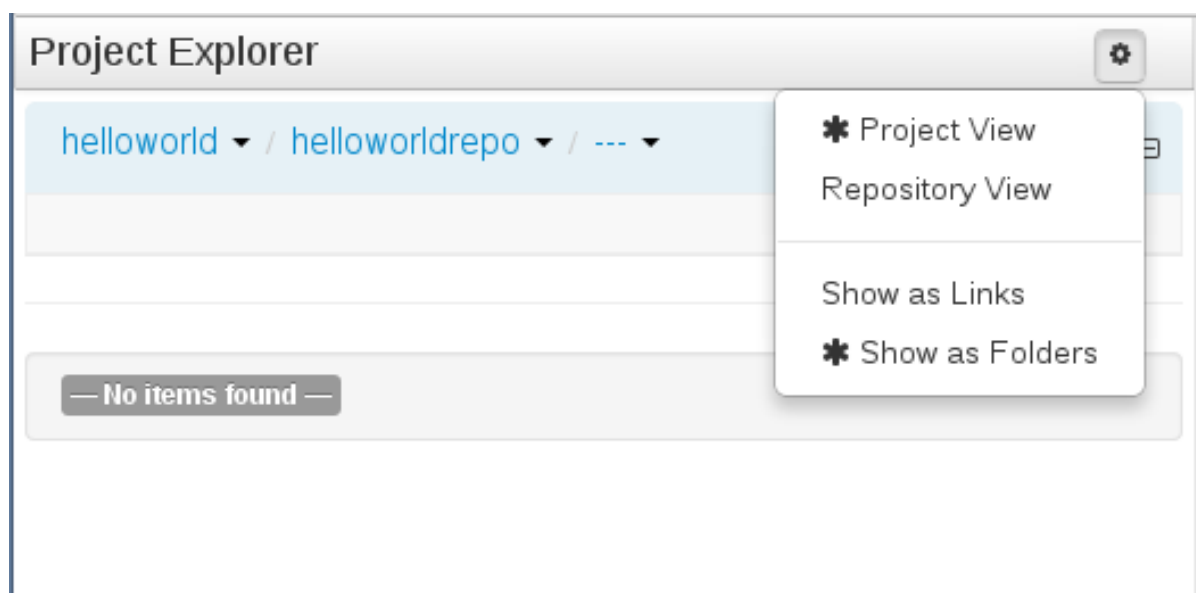 Project Explorer
helloworld / helloworldrepo / ---
✱ Project View
Repository View
Show as Links
✱ Show as Folders
— No items found —